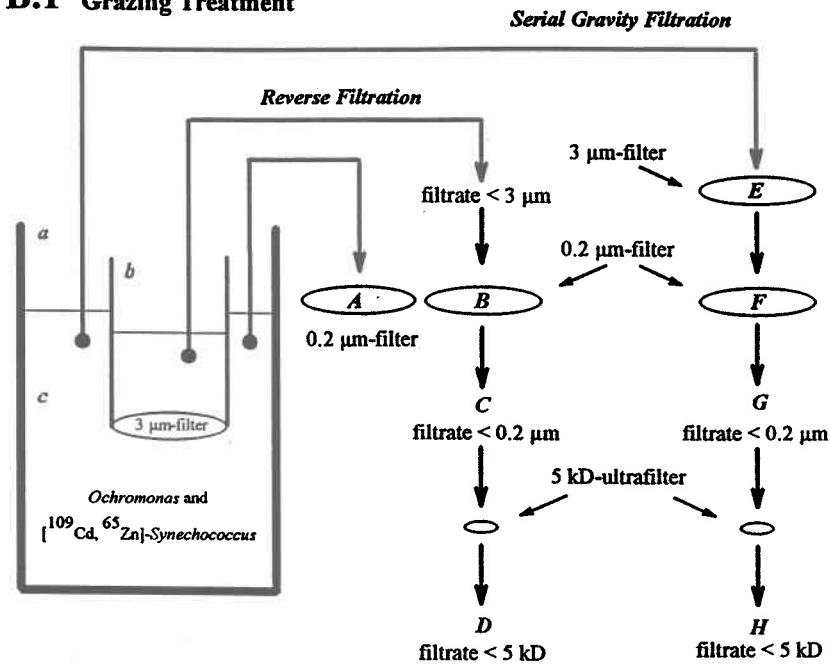 B.1 Grazing Treatment
Serial Gravity Filtration
Reverse Filtration
3 µm-filter
E
filtrate < 3 µm
a
0.2 µm-filter
b
A
B
F
0.2 µm-filter
c
3 µm-filter
C
G
filtrate < 0.2 µm
filtrate < 0.2 µm
5 kD-ultrafilter
Ochromonas and
[109Cd, 65Zn]-Synechococcus
D
H
filtrate < 5 kD
filtrate < 5 kD